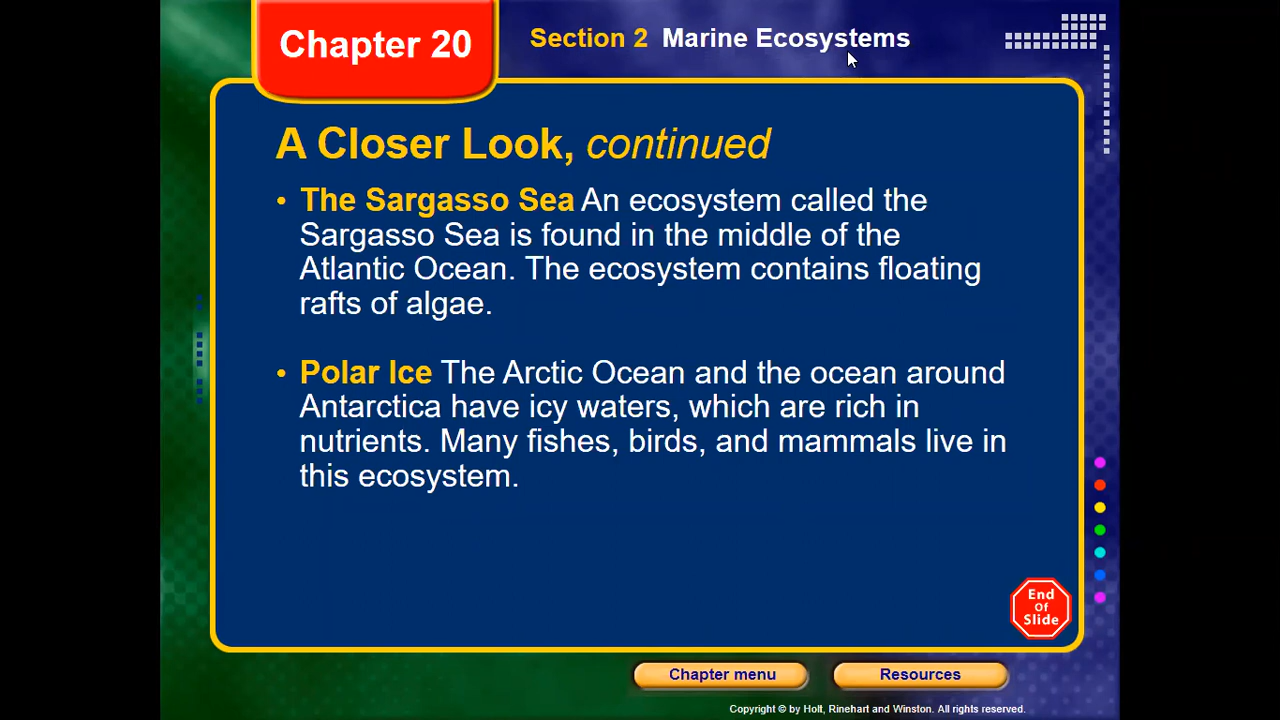 Chapter 20
Section 2 Marine Ecosystems
A Closer Look, continued
• The Sargasso Sea An ecosystem called the
Sargasso Sea is found in the middle of the
Atlantic Ocean. The ecosystem contains floating
rafts of algae.
• Polar Ice The Arctic Ocean and the ocean around
Antarctica have icy waters, which are rich in
nutrients. Many fishes, birds, and mammals live in
this ecosystem.
End
Of
Slide
Chapter menu
Resources
Copyright © by Holt, Rinehart and Winston. All rights reserved.